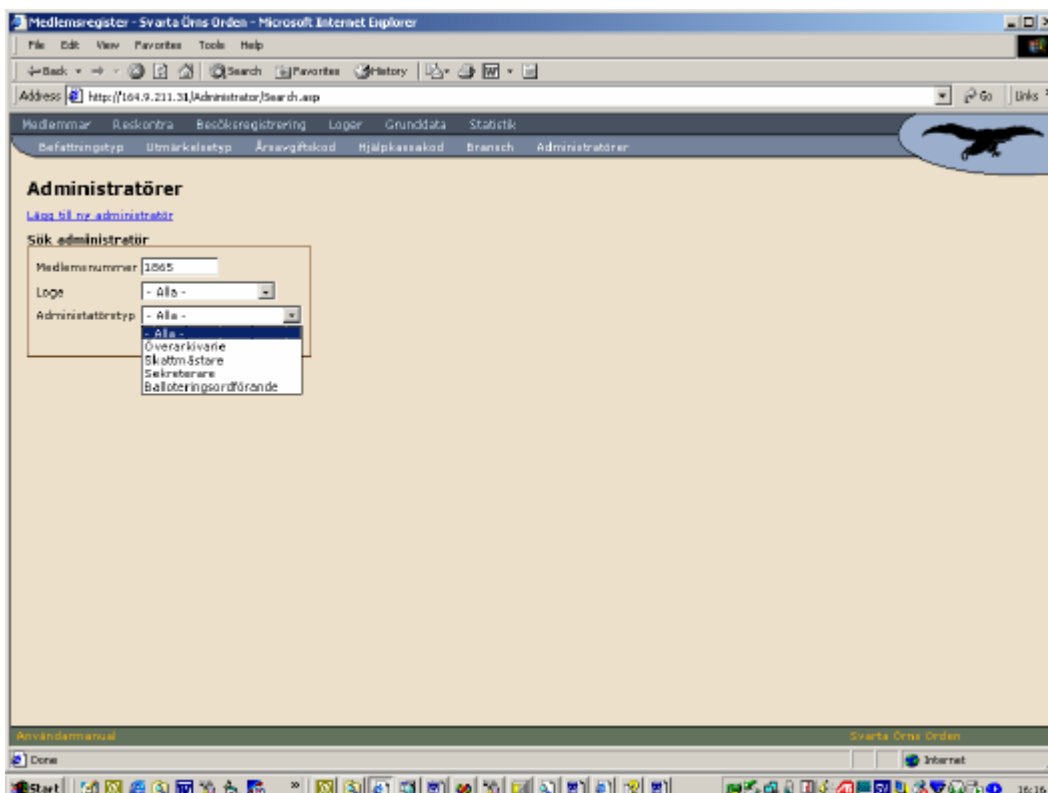 Medlemsregister - Svarta Örns Orden - Microsoft Internet Explorer
File Edit View Favorites Tools Help
Back Search Favorites History
Address http://164.9.211.31/Administrator/Search.asp Go Links
Medlemmar Reskontra Besöksregistrering Loger Grunddata Statistik
Befattningstyp Utmärkelsetyp Årsavgiftskod Hjälpkassakod Bransch Administratörer
Administratörer
Lägg till ny administratör
Sök administratör
Medlemsnummer 1865
Loge - Alla -
Administatörstyp - Alla -
- Alla -
Överarkivarie
Skattmästare
Sekreterare
Balloteringsordförande
Användarmanual Svarta Örns Orden
Done Internet
Start » 16:16